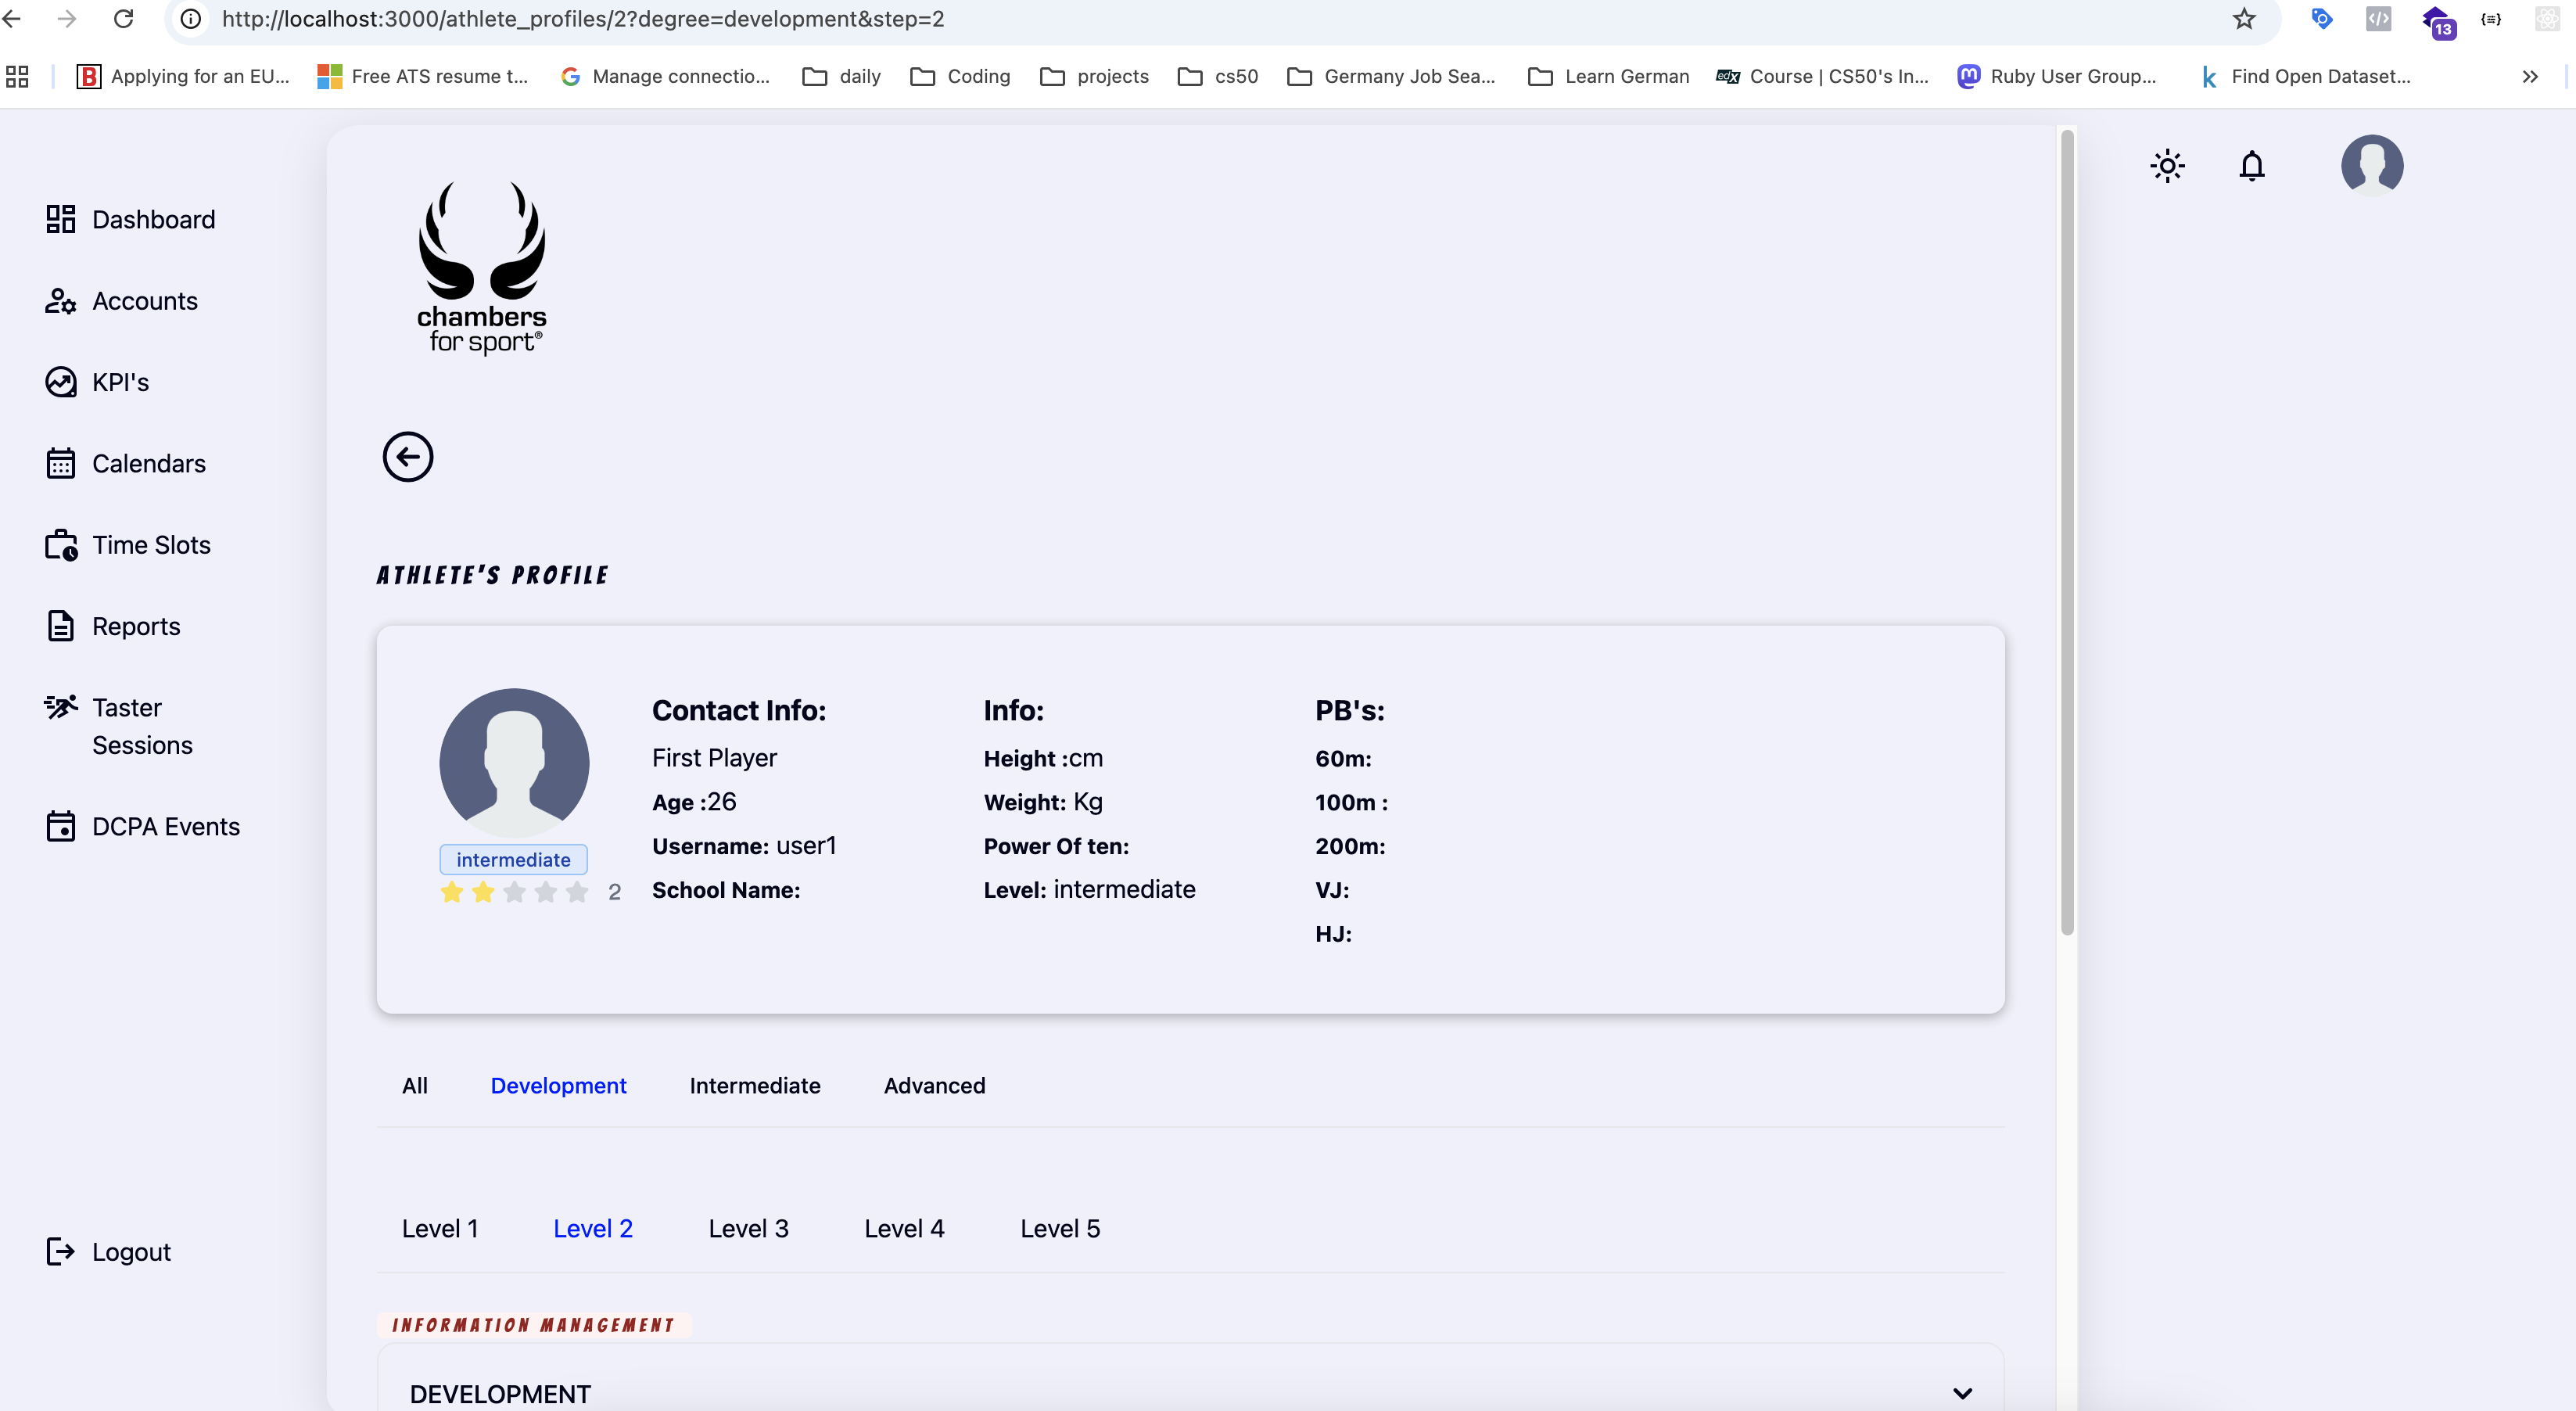 http://localhost:3000/athlete_profiles/2?degree=development&step=2
13
Applying for an EU...
Free ATS resume t...
Manage connectio...
daily
Coding
projects
cs50
Germany Job Sea...
Learn German
edX
Course | CS50's In...
Ruby User Group...
Find Open Dataset...
Dashboard
Accounts
KPI's
Calendars
Time Slots
Reports
Taster
Sessions
DCPA Events
Logout
chambers
for sport®
ATHLETE'S PROFILE
intermediate
2
Contact Info:
First Player
Age :26
Username: user1
School Name:
Info:
Height :cm
Weight: Kg
Power Of ten:
Level: intermediate
PB's:
60m:
100m :
200m:
VJ:
HJ:
All Development Intermediate Advanced
Level 1 Level 2 Level 3 Level 4 Level 5
INFORMATION MANAGEMENT
DEVELOPMENT